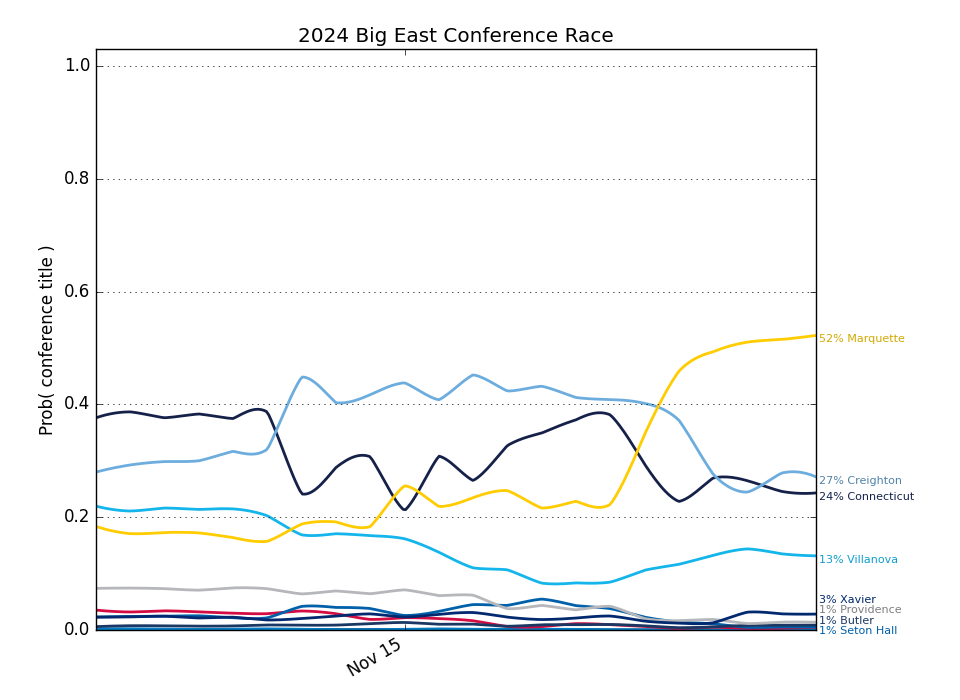 2024 Big East Conference Race
Prob( conference title )
1.0
0.8
0.6
0.4
0.2
0.0
Nov 15
52% Marquette
27% Creighton
24% Connecticut
13% Villanova
3% Xavier
1% Providence
1% Butler
1% Seton Hall